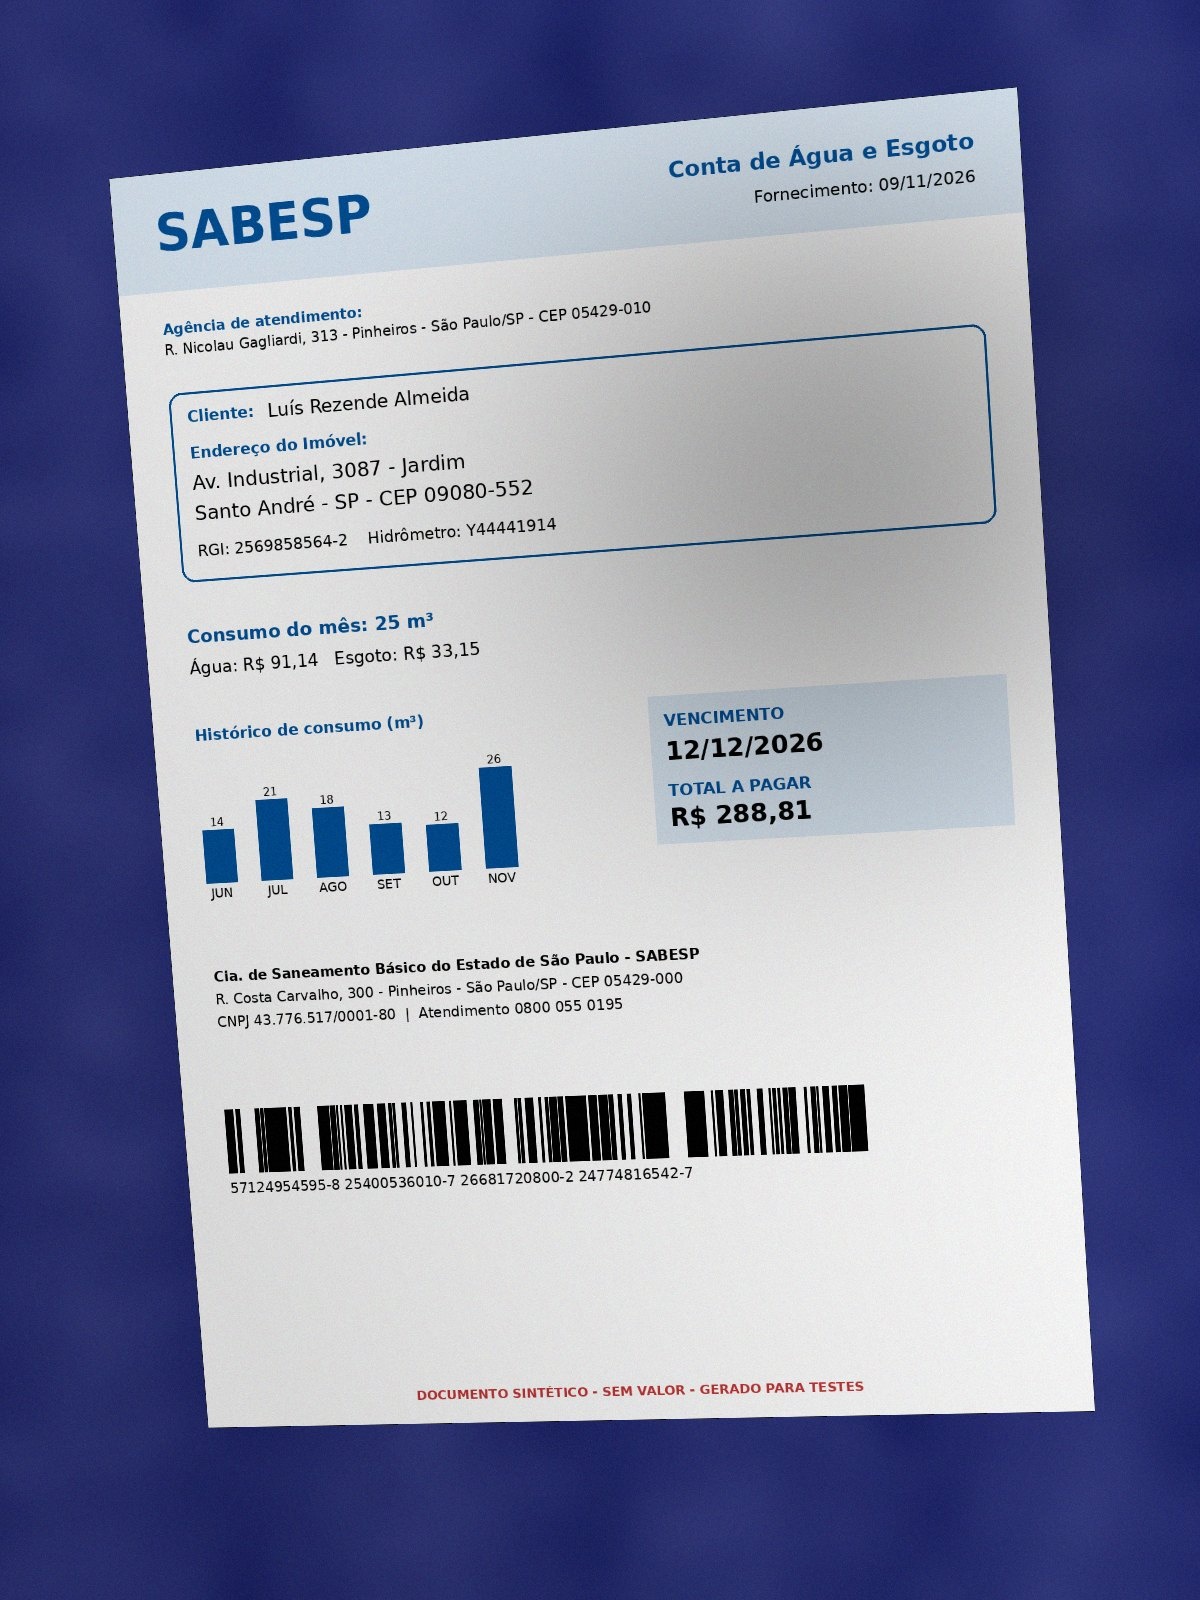 SABESP
Conta de Água e Esgoto
Fornecimento: 09/11/2026
Agência de atendimento:
R. Nicolau Gagliardi, 313 - Pinheiros - São Paulo/SP - CEP 05429-010
Cliente: Luís Rezende Almeida
Endereço do Imóvel:
Av. Industrial, 3087 - Jardim
Santo André - SP - CEP 09080-552
RGI: 2569858564-2 Hidrômetro: Y44441914
Consumo do mês: 25 m³
Água: R$ 91,14 Esgoto: R$ 33,15
Histórico de consumo (m³)
14 21 18 13 12 26
JUN JUL AGO SET OUT NOV
VENCIMENTO
12/12/2026
TOTAL A PAGAR
R$ 288,81
Cia. de Saneamento Básico do Estado de São Paulo - SABESP
R. Costa Carvalho, 300 - Pinheiros - São Paulo/SP - CEP 05429-000
CNPJ 43.776.517/0001-80 | Atendimento 0800 055 0195
57124954595-8 25400536010-7 26681720800-2 24774816542-7
DOCUMENTO SINTÉTICO - SEM VALOR - GERADO PARA TESTES